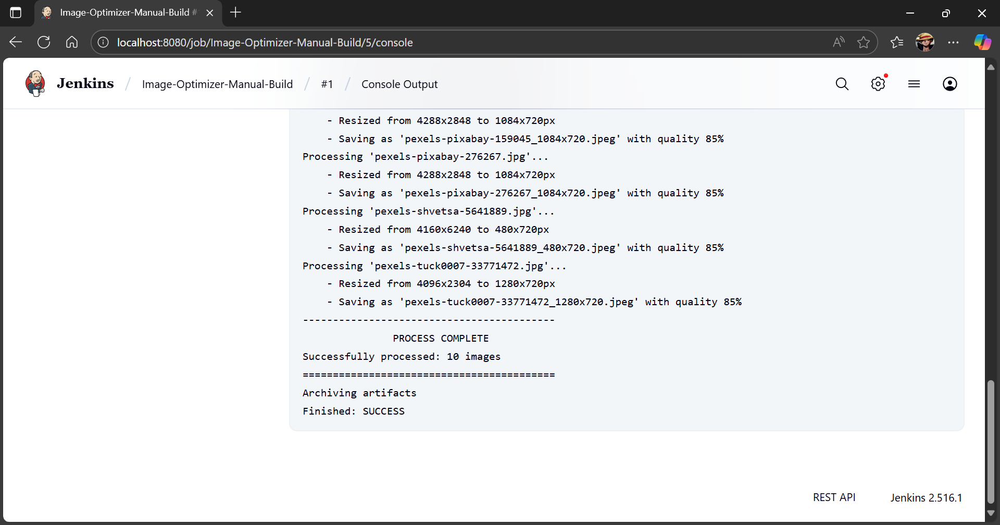 Image-Optimizer-Manual-Build #
localhost:8080/job/Image-Optimizer-Manual-Build/5/console
Jenkins / Image-Optimizer-Manual-Build / #1 / Console Output
- Resized from 4288x2848 to 1084x720px
- Saving as 'pexels-pixabay-159045_1084x720.jpeg' with quality 85%
Processing 'pexels-pixabay-276267.jpg'...
- Resized from 4288x2848 to 1084x720px
- Saving as 'pexels-pixabay-276267_1084x720.jpeg' with quality 85%
Processing 'pexels-shvetsa-5641889.jpg'...
- Resized from 4160x6240 to 480x720px
- Saving as 'pexels-shvetsa-5641889_480x720.jpeg' with quality 85%
Processing 'pexels-tuck0007-33771472.jpg'...
- Resized from 4096x2304 to 1280x720px
- Saving as 'pexels-tuck0007-33771472_1280x720.jpeg' with quality 85%
------------------------------------------
PROCESS COMPLETE
Successfully processed: 10 images
==========================================
Archiving artifacts
Finished: SUCCESS
REST API
Jenkins 2.516.1